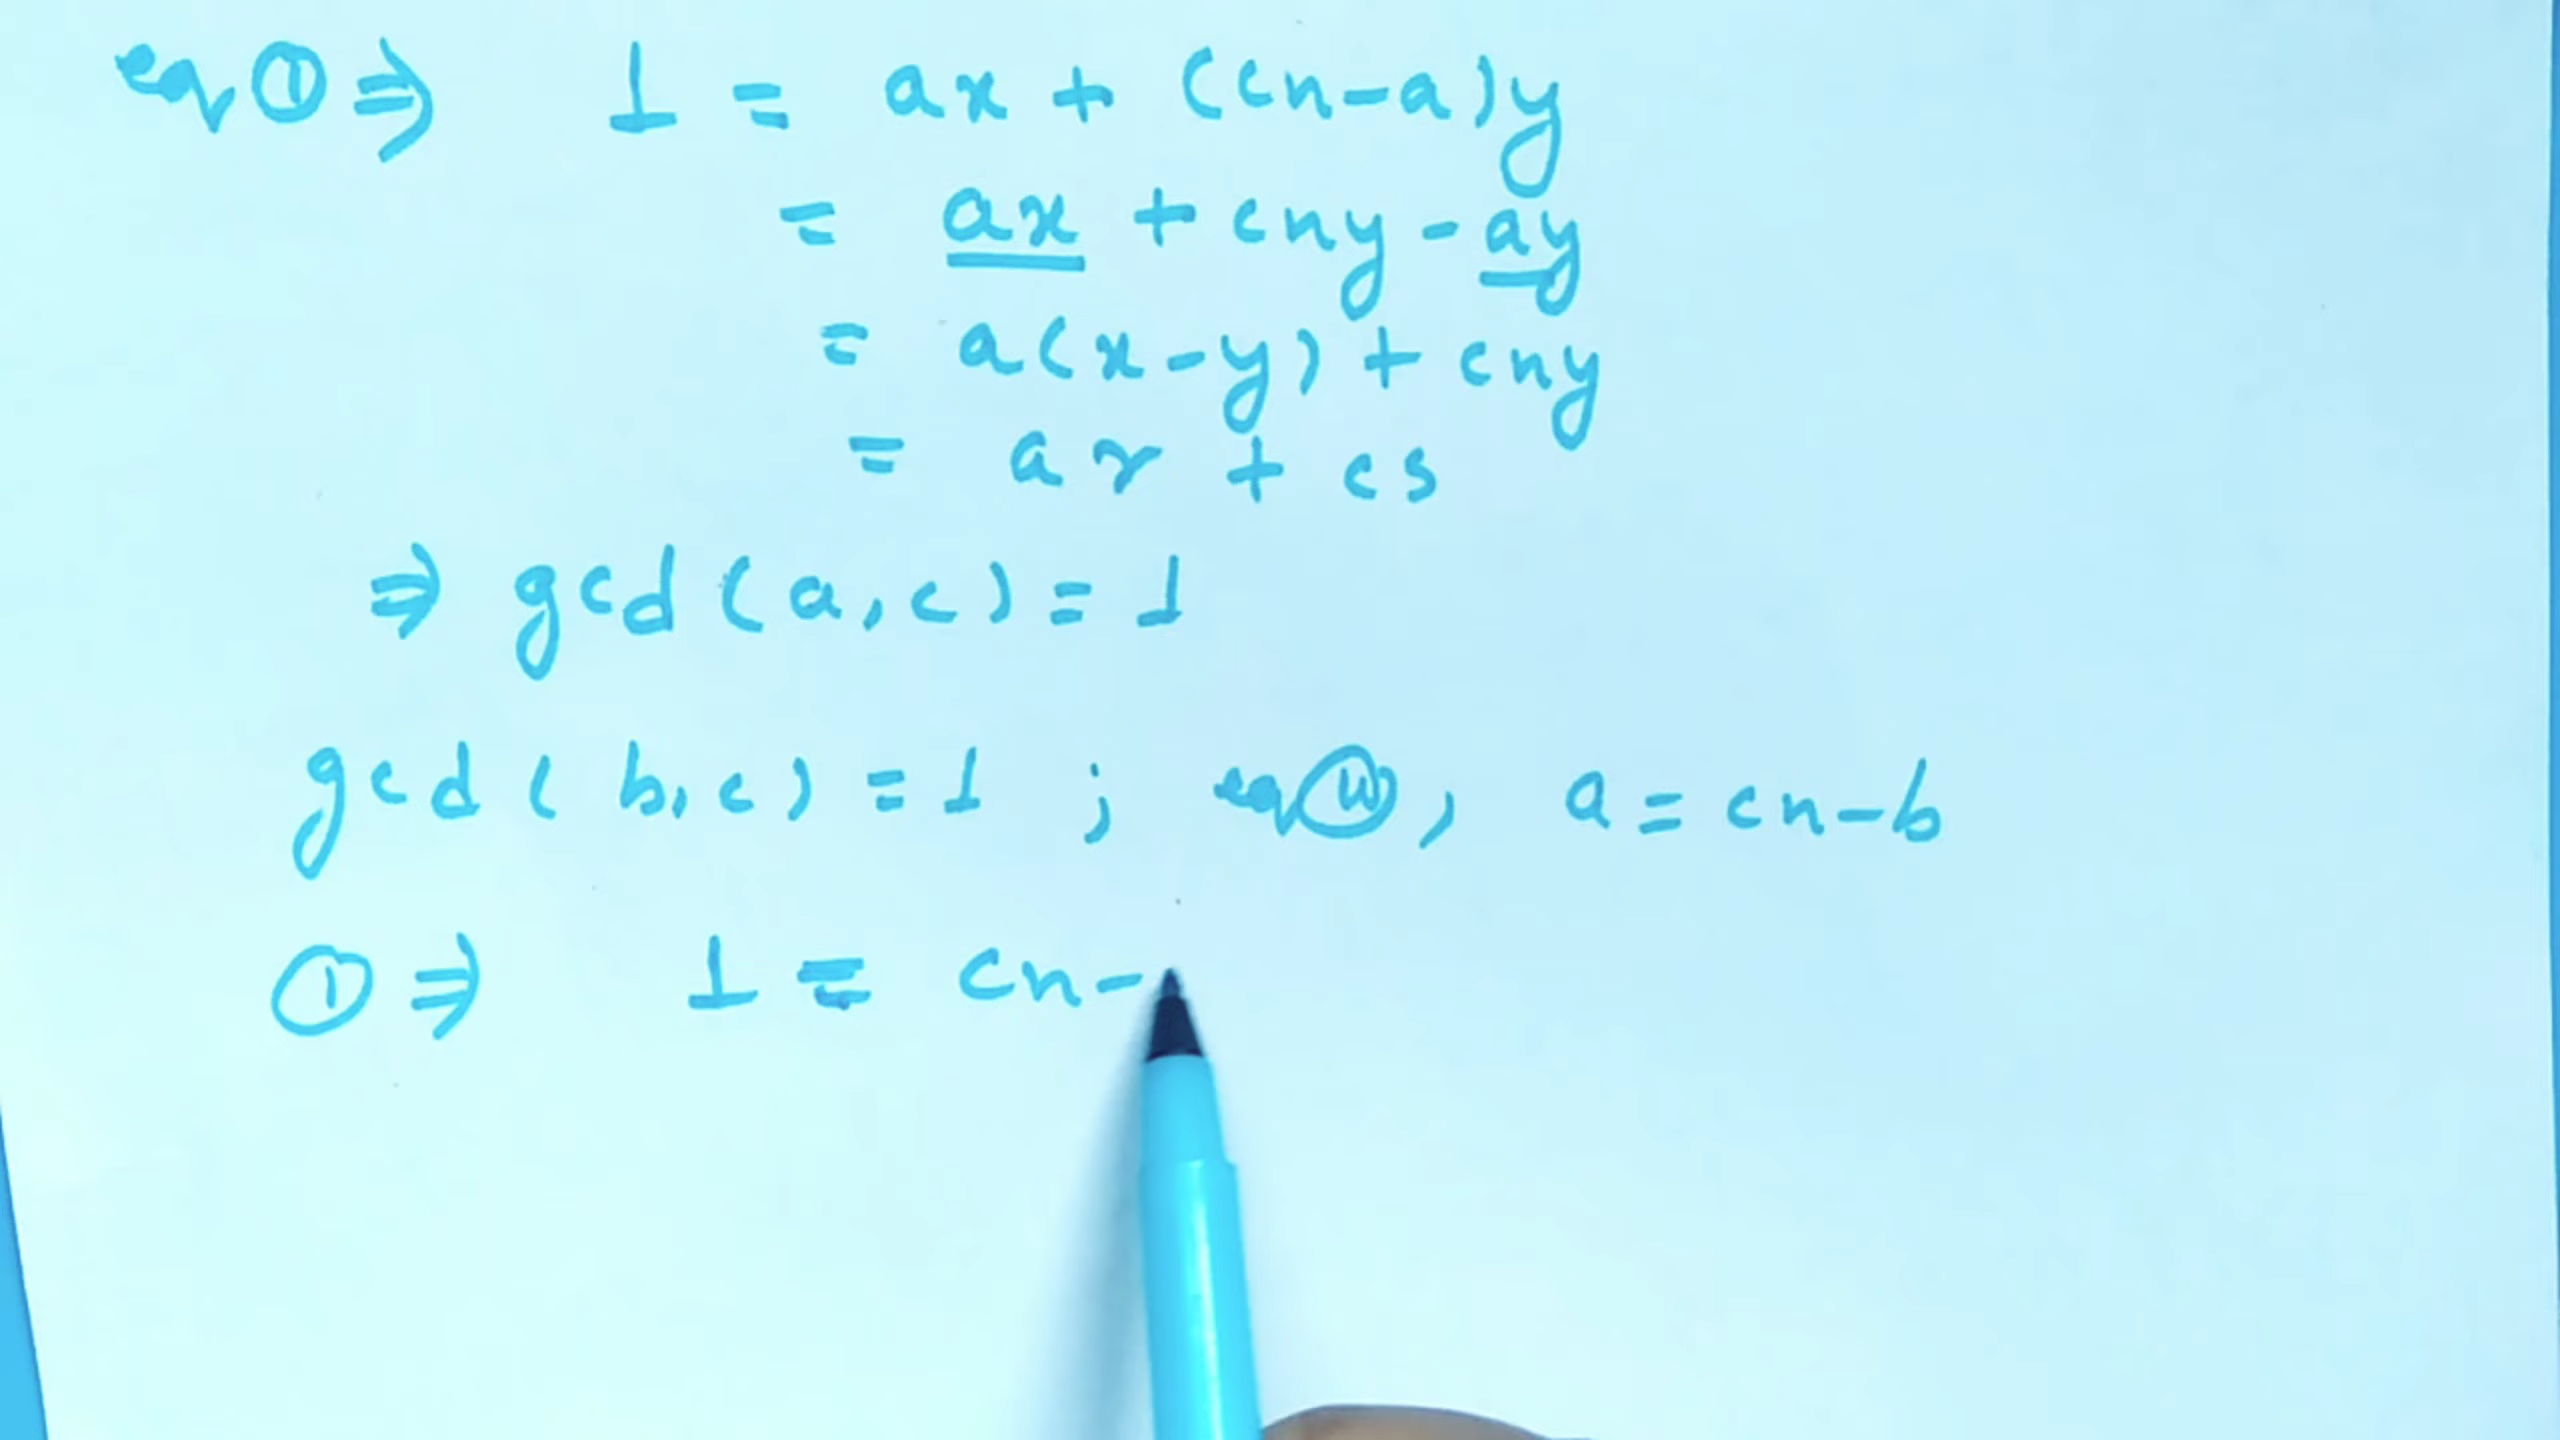 eq ① ⇒ 1 = ax + (cn-a)y
= ax + cny - ay
= a(x-y) + cny
= ar + cs
⇒ gcd(a,c) = 1
gcd(b,c) = 1 ; eq ⑪, a = cn-b
① ⇒ 1 = cn-